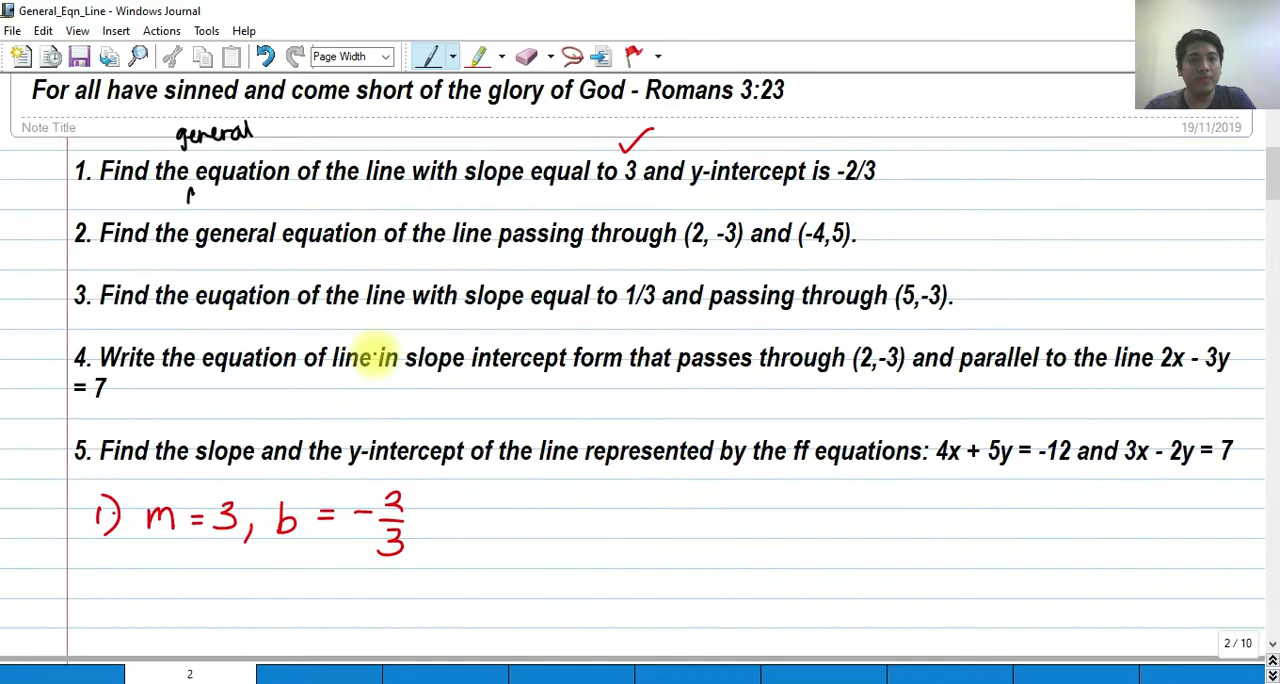 General_Eqn_Line - Windows Journal
File Edit View Insert Actions Tools Help
Page Width
For all have sinned and come short of the glory of God - Romans 3:23
Note Title
19/11/2019
general
1. Find the equation of the line with slope equal to 3 and y-intercept is -2/3
2. Find the general equation of the line passing through (2, -3) and (-4,5).
3. Find the euqation of the line with slope equal to 1/3 and passing through (5,-3).
4. Write the equation of line in slope intercept form that passes through (2,-3) and parallel to the line 2x - 3y
= 7
5. Find the slope and the y-intercept of the line represented by the ff equations: 4x + 5y = -12 and 3x - 2y = 7
1.) m = 3, b = -2/3
2 / 10
2